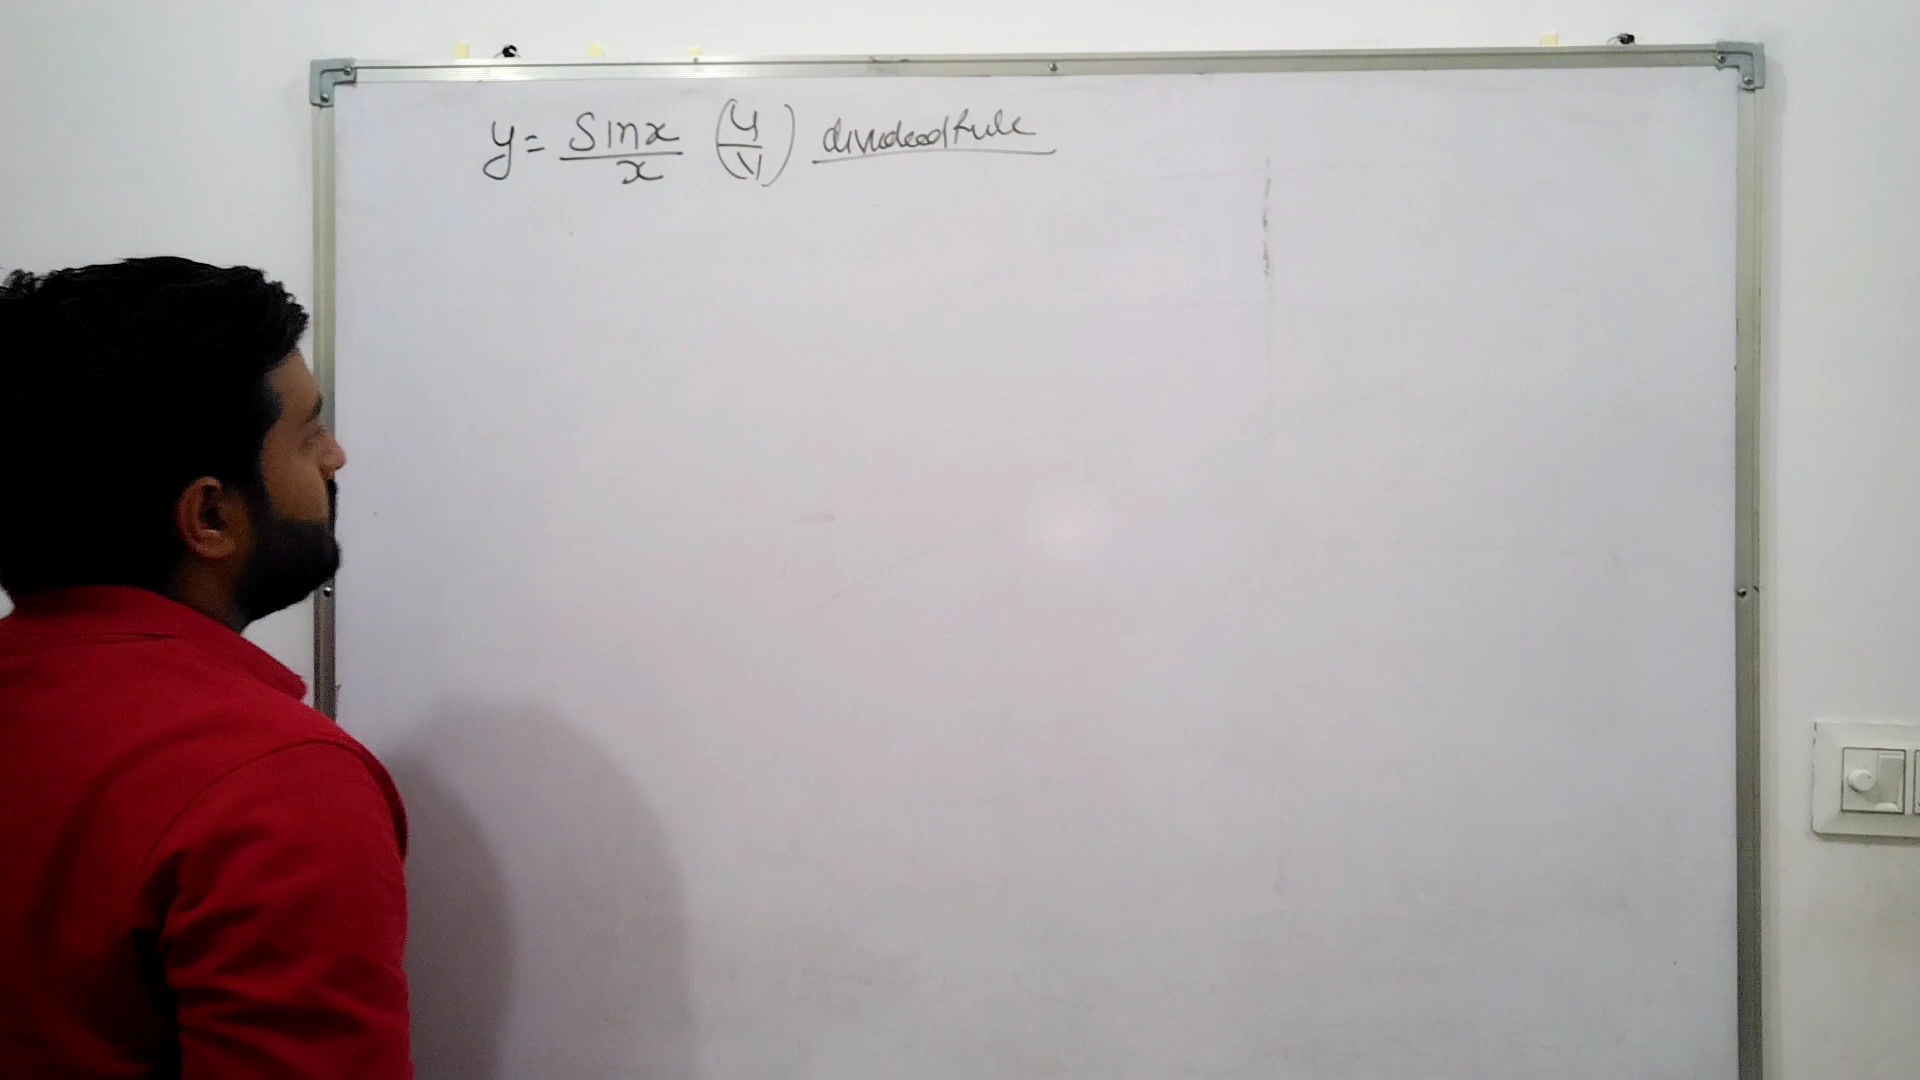 y = Sinx/x (u/v) divided Rule